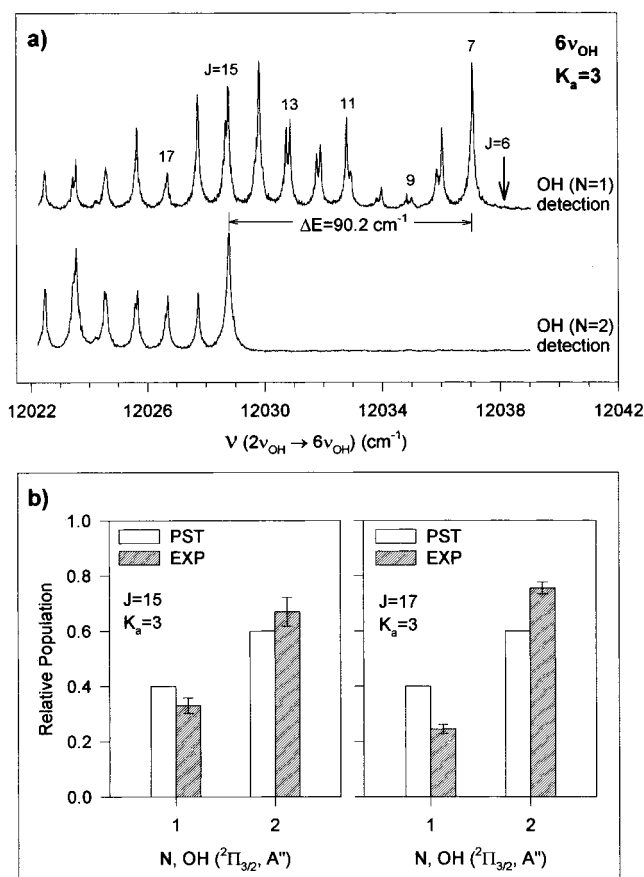 a)
6νOH
Ka=3
J=15
7
13
11
17
9
J=6
OH (N=1)
detection
ΔE=90.2 cm⁻¹
OH (N=2)
detection
12022 12026 12030 12034 12038 12042
ν (2νOH → 6νOH) (cm⁻¹)
b)
Relative Population
1.0
0.8
0.6
0.4
0.2
0.0
PST
EXP
J=15
Ka=3
PST
EXP
J=17
Ka=3
1 2
1 2
N, OH (²Π3/2, A")
N, OH (²Π3/2, A")